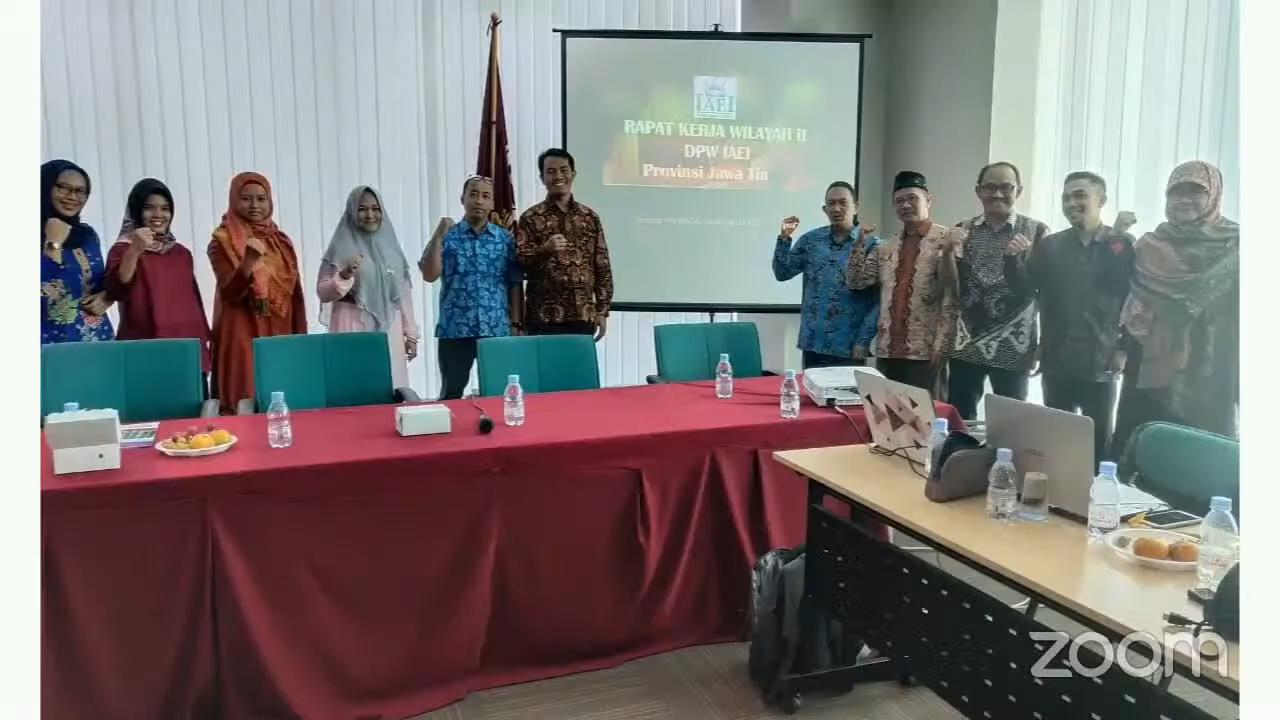 IAEI
RAPAT KERJA WILAYAH II
DPW IAEI
Provinsi Jawa Tim
zoom